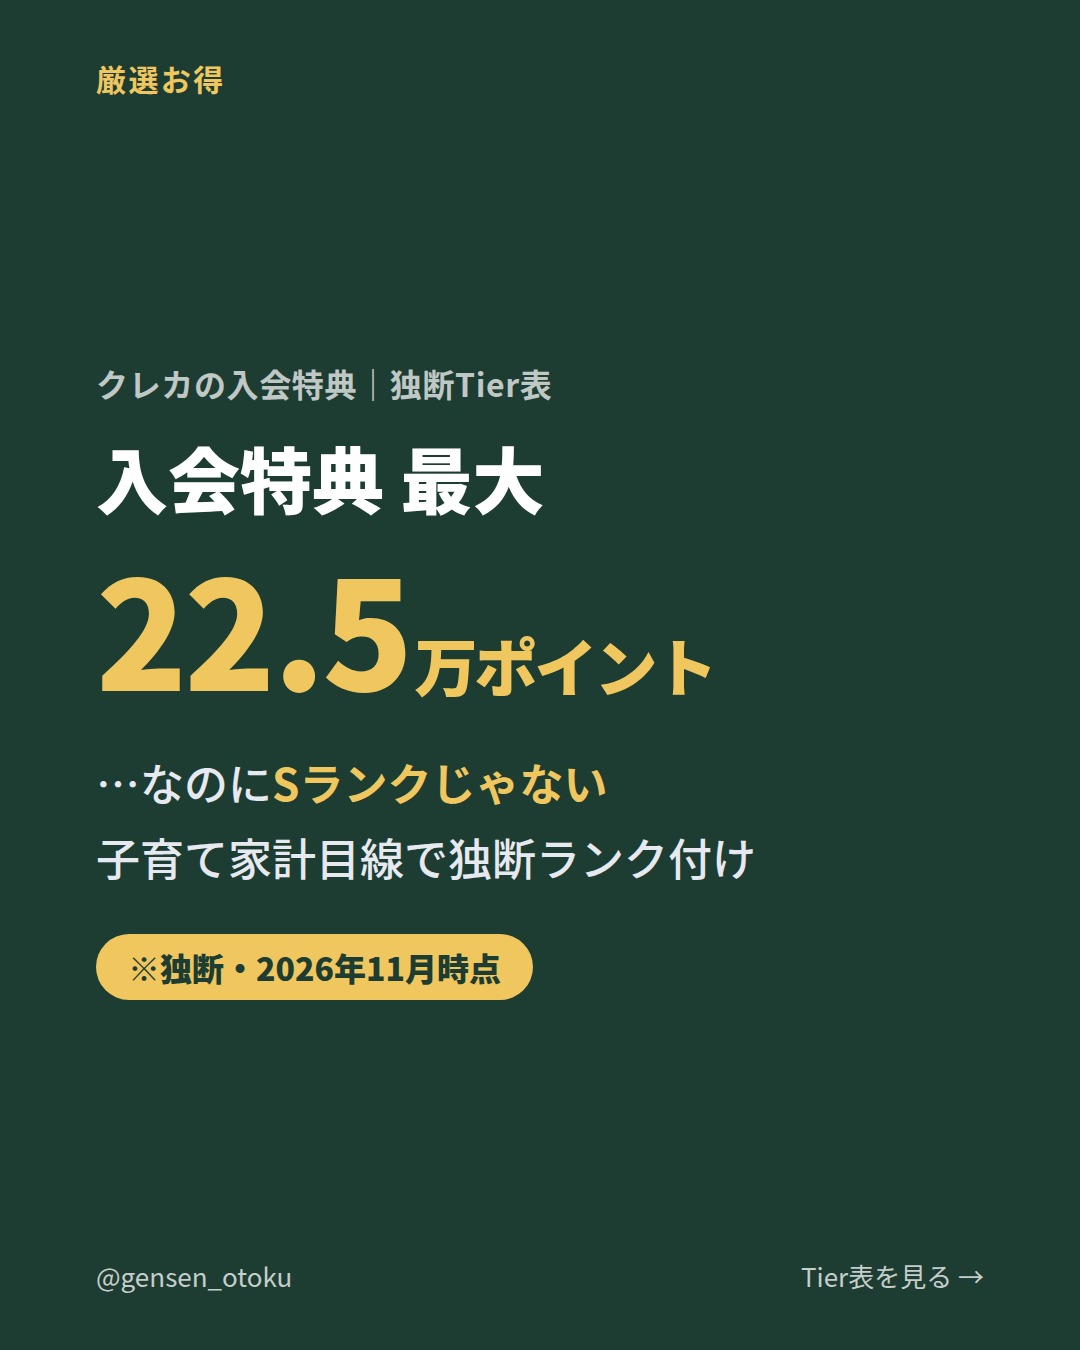 厳選お得
クレカの入会特典｜独断Tier表
入会特典 最大
22.5万ポイント
…なのにSランクじゃない
子育て家計目線で独断ランク付け
※独断・2026年11月時点
@gensen_otoku
Tier表を見る →